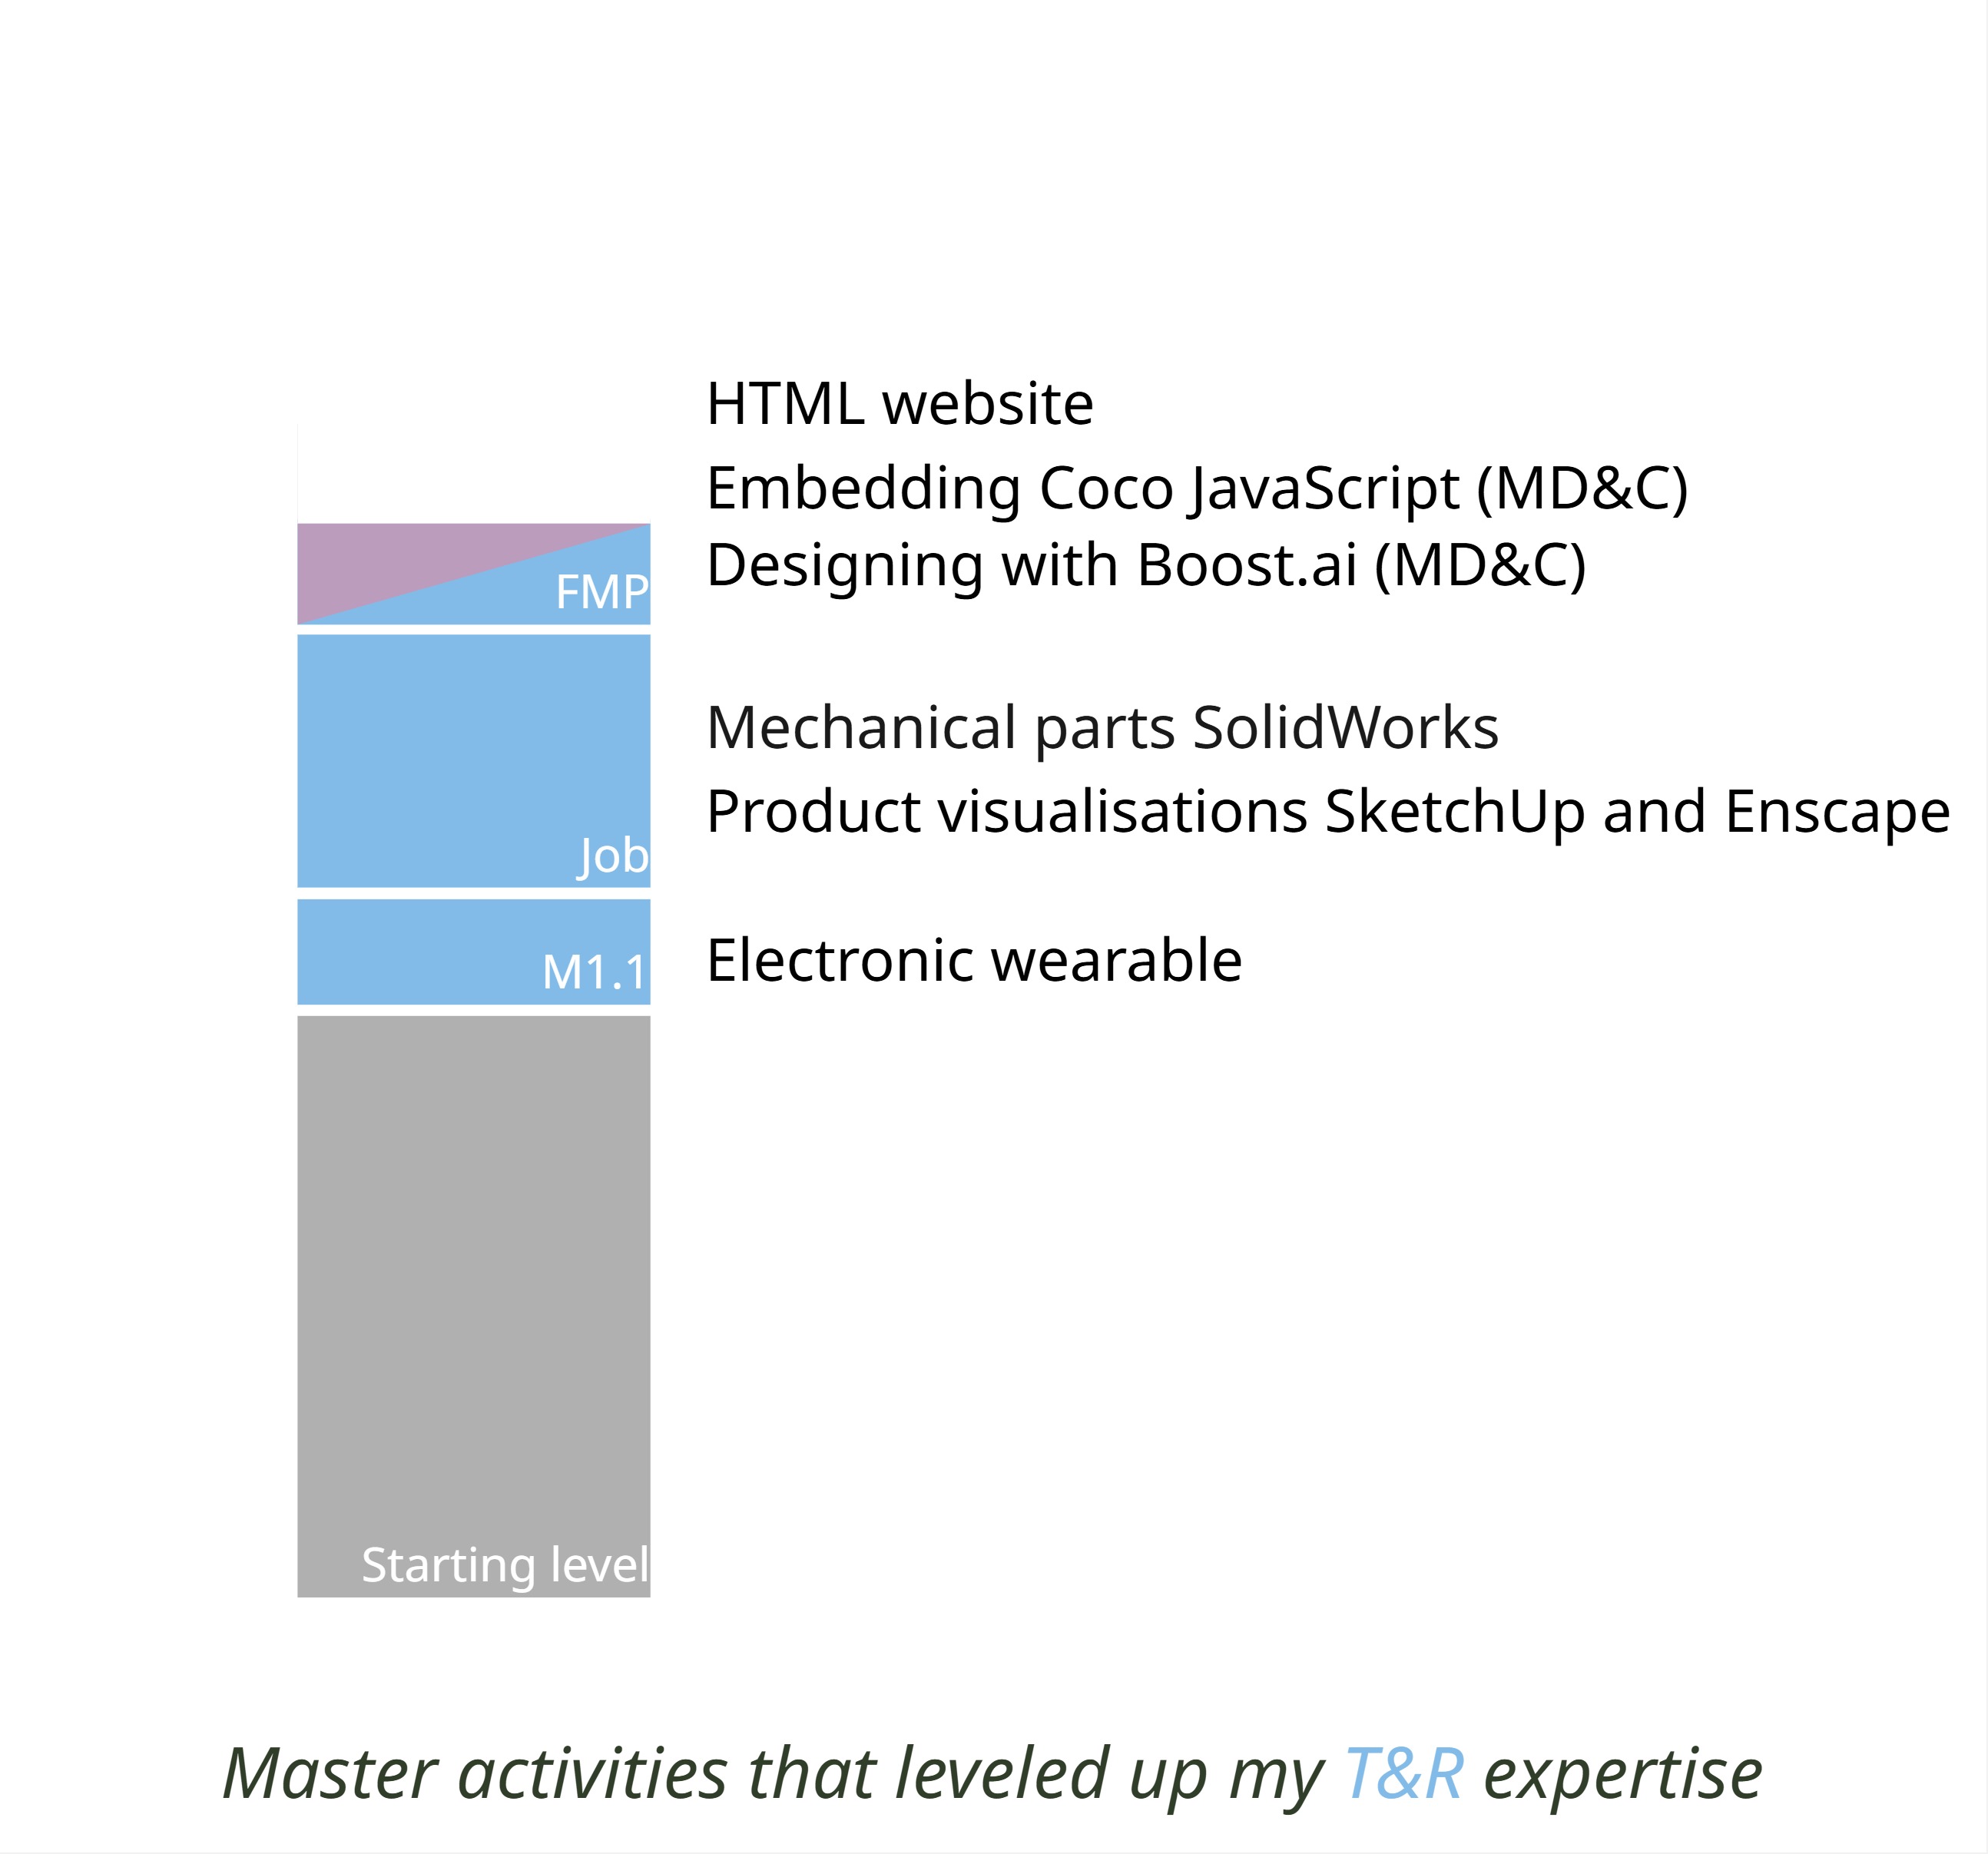 HTML website
Embedding Coco JavaScript (MD&C)
Designing with Boost.ai (MD&C)
FMP
Mechanical parts SolidWorks
Product visualisations SketchUp and Enscape
Job
Electronic wearable
M1.1
Starting level
Master activities that leveled up my T&R expertise